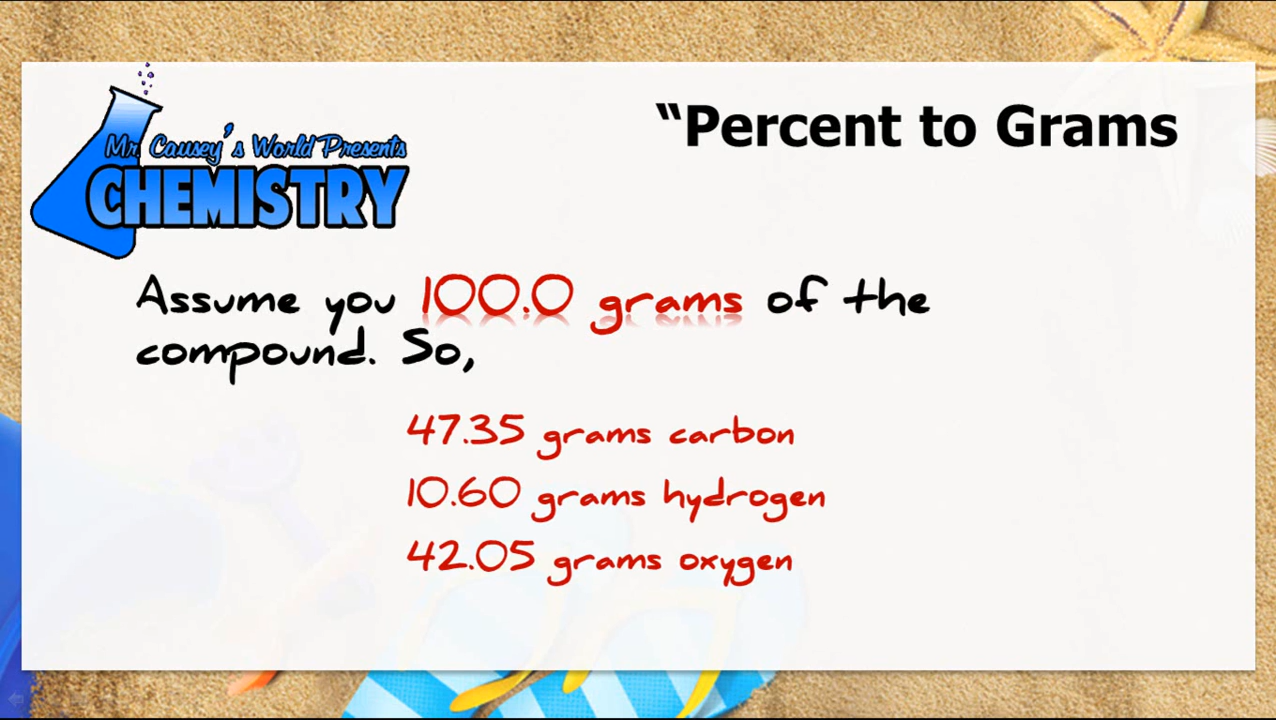 Mr. Causey's World Presents
CHEMISTRY
“Percent to Grams
Assume you 100.0 grams of the
compound. So,
47.35 grams carbon
10.60 grams hydrogen
42.05 grams oxygen